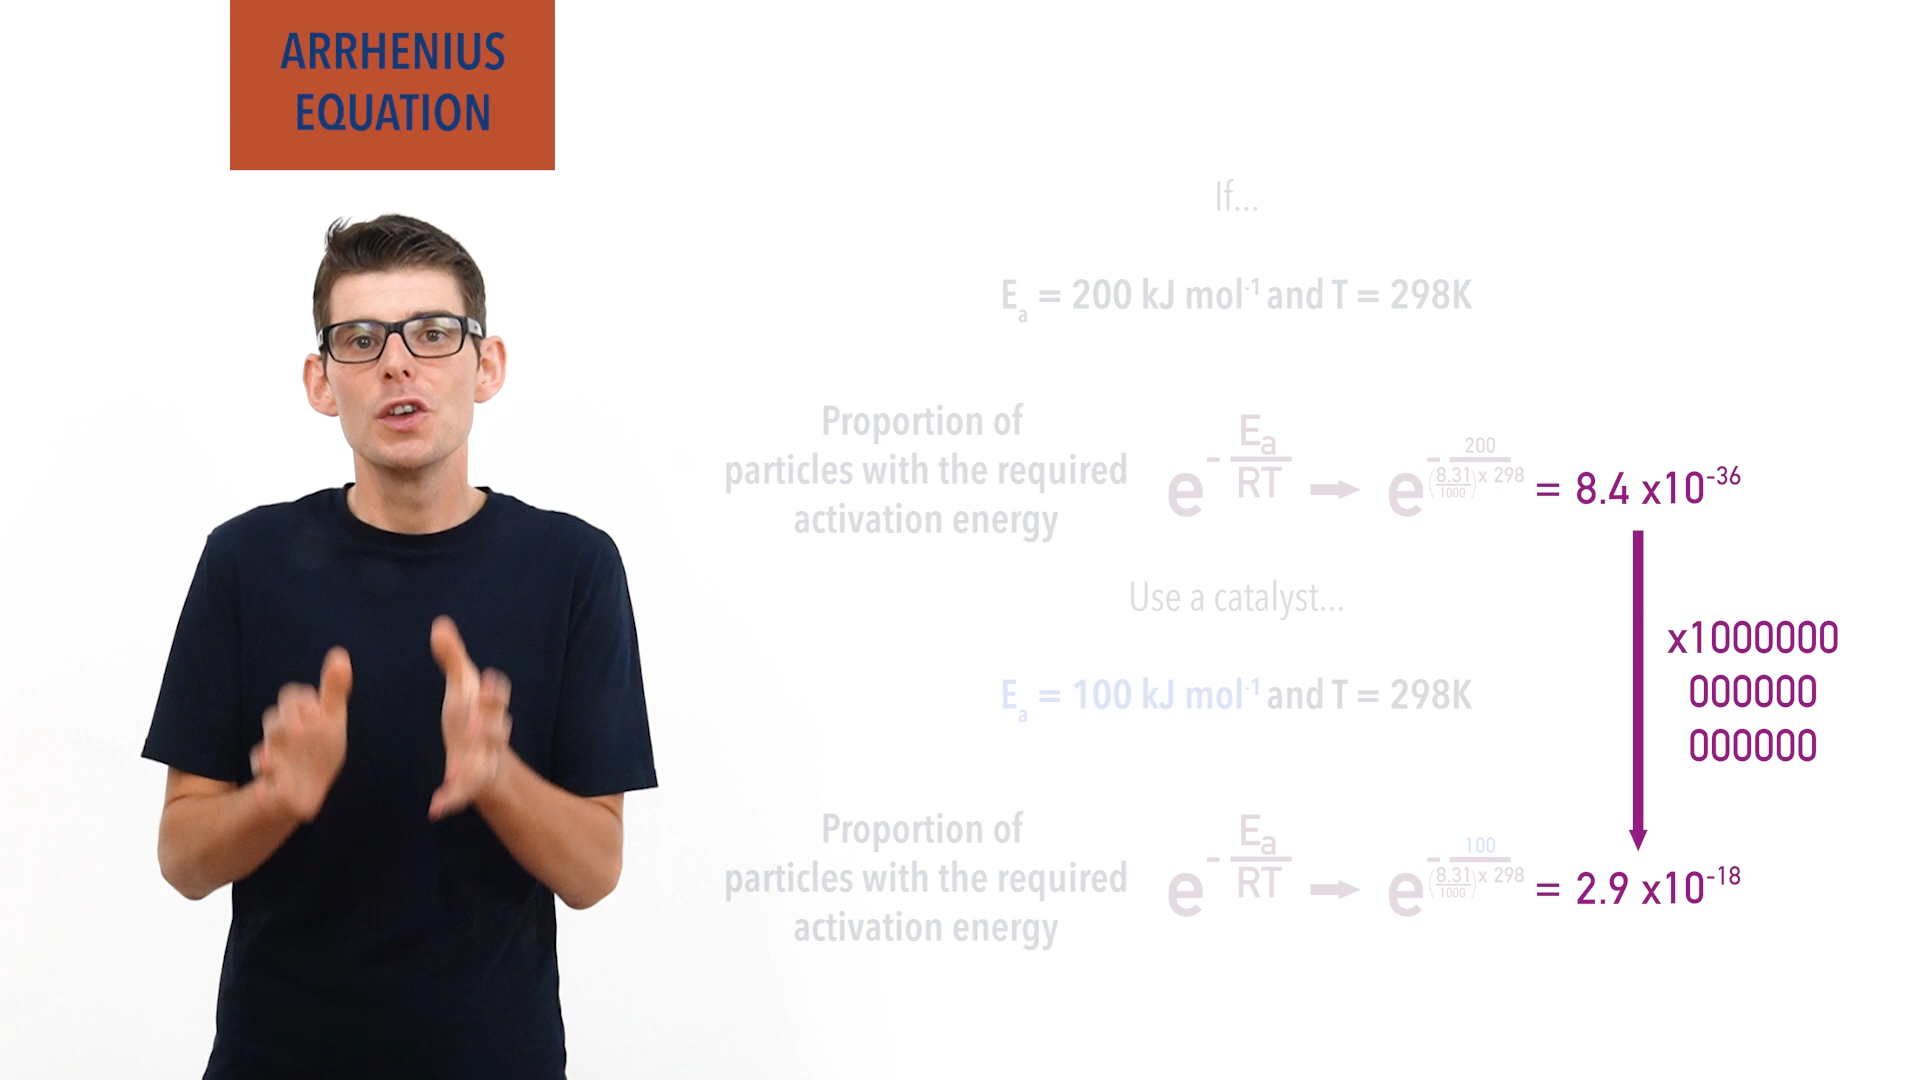 ARRHENIUS
EQUATION
If...
Eₐ = 200 kJ mol⁻¹ and T = 298K
Proportion of
particles with the required
activation energy
e^(-Eₐ/RT) → e^(-200/((8.31/1000) x 298)) = 8.4 x10⁻³⁶
Use a catalyst...
x1000000
000000
000000
Eₐ = 100 kJ mol⁻¹ and T = 298K
Proportion of
particles with the required
activation energy
e^(-Eₐ/RT) → e^(-100/((8.31/1000) x 298)) = 2.9 x10⁻¹⁸